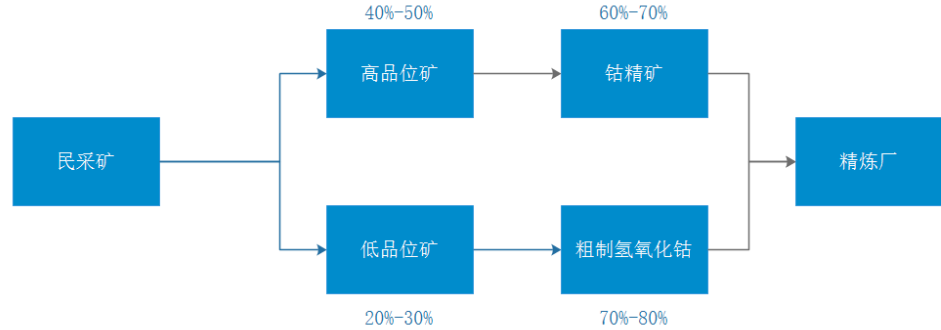 40%-50%
60%-70%
高品位矿
钴精矿
民采矿
精炼厂
低品位矿
粗制氢氧化钴
20%-30%
70%-80%